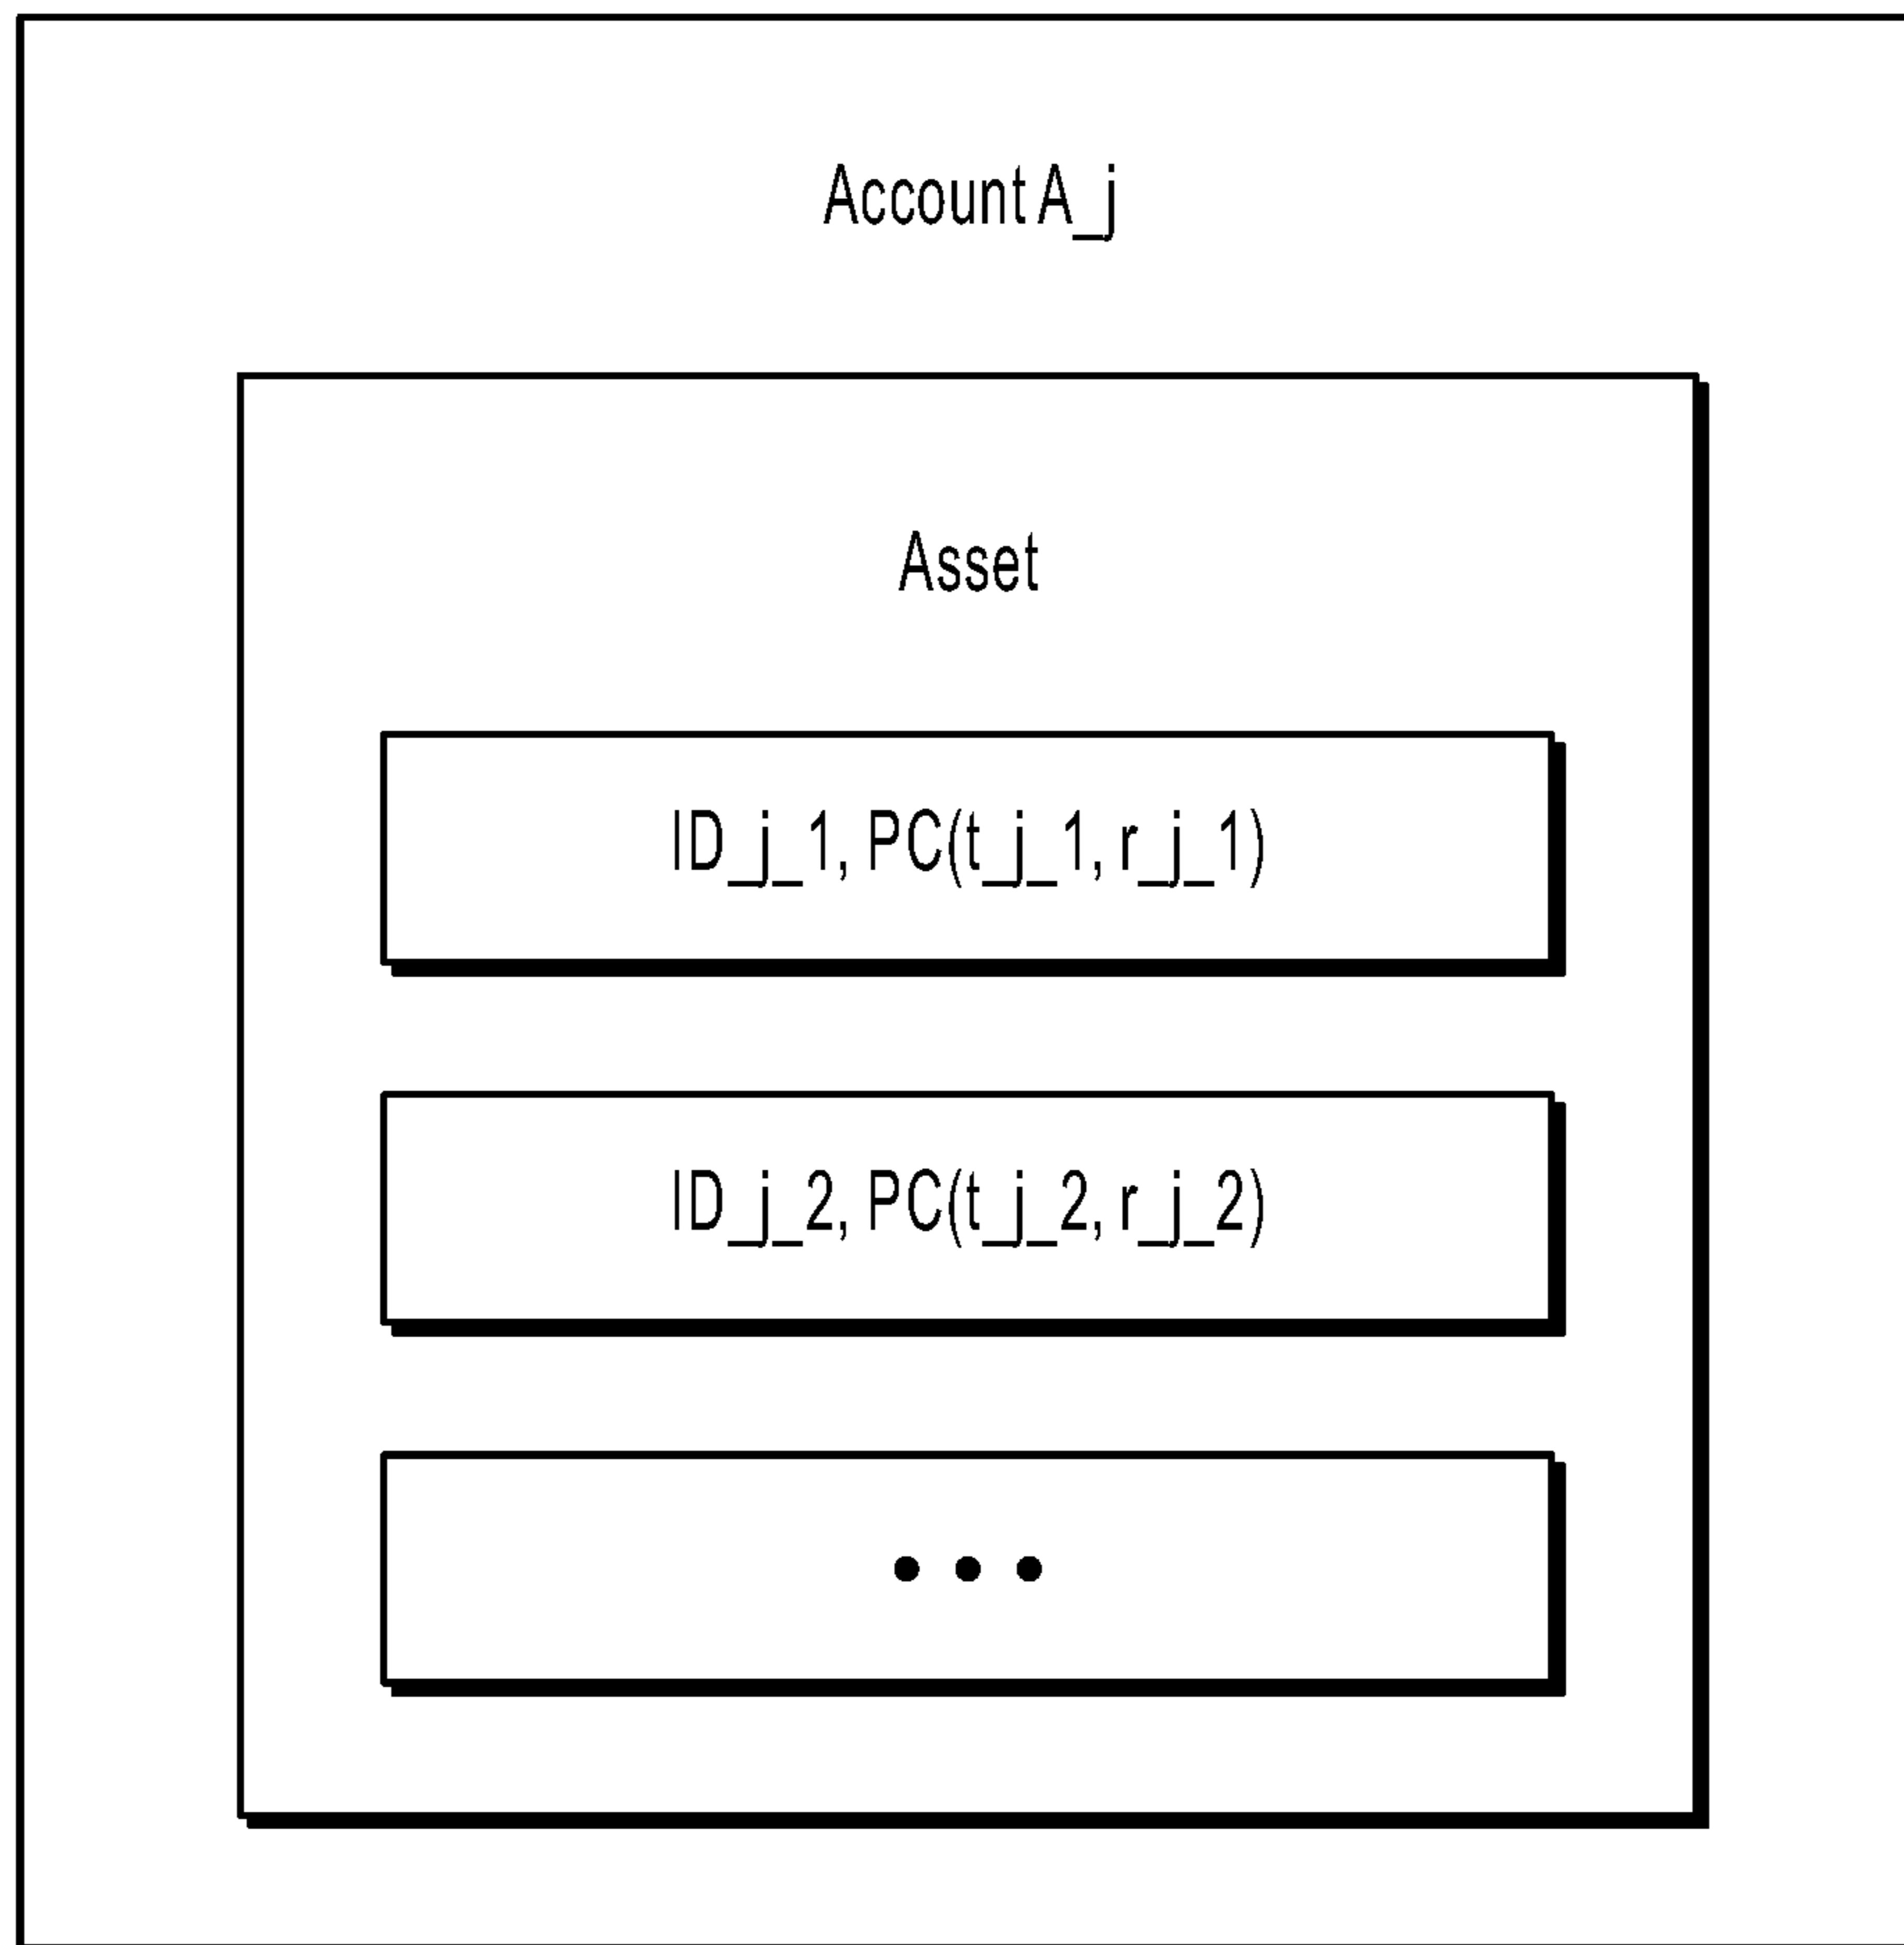 Account A_j
Asset
ID_j_1, PC(t_j_1, r_j_1)
ID_j_2, PC(t_j_2, r_j_2)
• • •